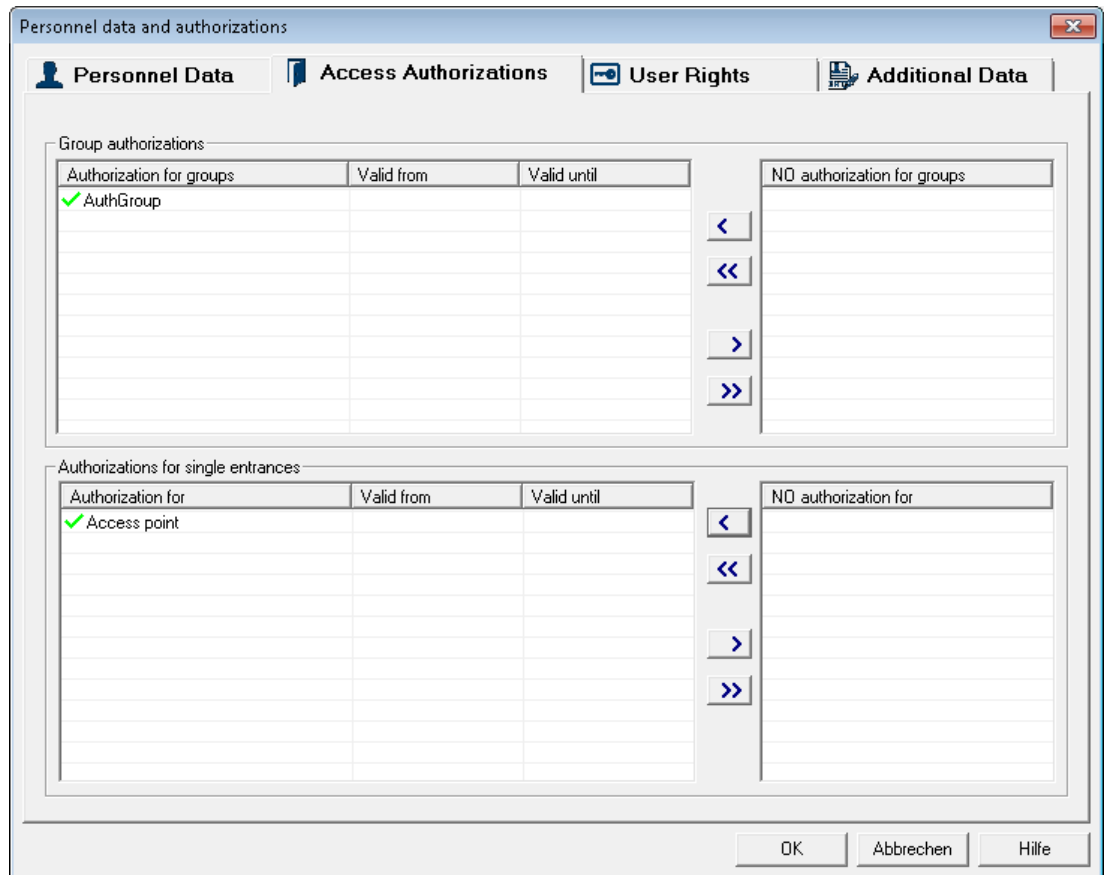 Personnel data and authorizations
Personnel Data Access Authorizations User Rights Additional Data
Group authorizations
Authorization for groups Valid from Valid until NO authorization for groups
AuthGroup
<
<<
>
>>
Authorizations for single entrances
Authorization for Valid from Valid until NO authorization for
Access point
<
<<
>
>>
OK Abbrechen Hilfe